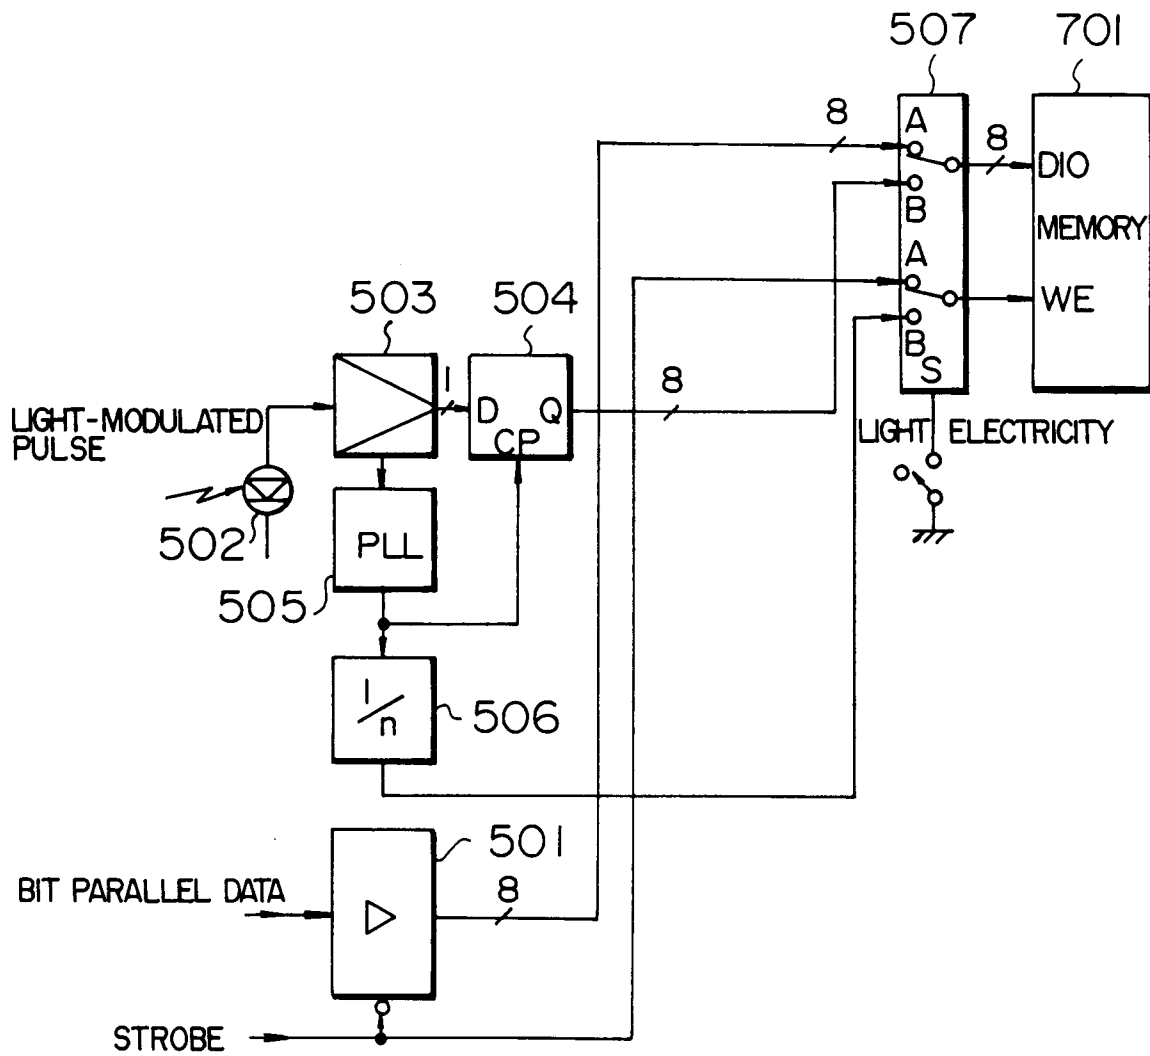 507 701
8 A 8 DIO
B MEMORY
A WE
B
S
503 504
1 D Q 8
CP
LIGHT-MODULATED
PULSE
LIGHT ELECTRICITY
502
PLL
505
1/n 506
501
BIT PARALLEL DATA 8
STROBE